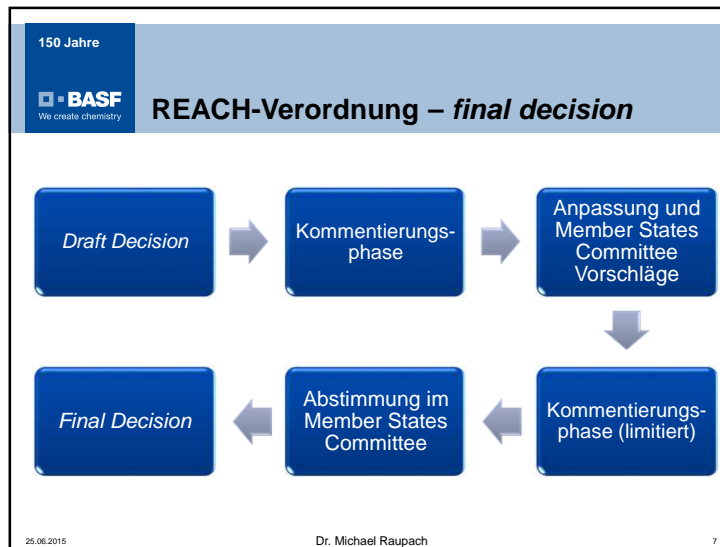 150 Jahre
BASF
We create chemistry
REACH-Verordnung – final decision
Draft Decision
Kommentierungs-
phase
Anpassung und
Member States
Committee
Vorschläge
Kommentierungs-
phase (limitiert)
Abstimmung im
Member States
Committee
Final Decision
25.06.2015
Dr. Michael Raupach
7